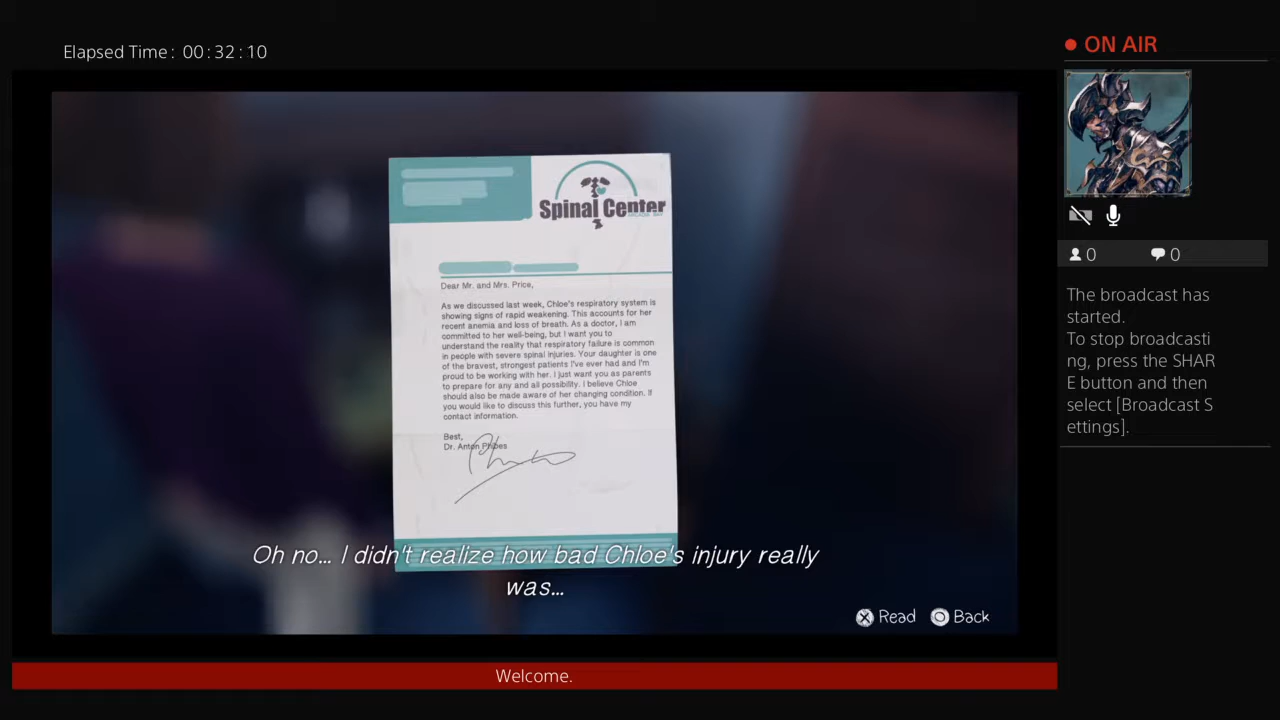 Elapsed Time: 00:32:10
ON AIR
Spinal Center
Dear Mr. and Mrs. Price,
As we discussed last week, Chloe's respiratory system is
showing signs of rapid weakening. This accounts for her
recent anemia and loss of breath. As a doctor, I am
committed to her well-being, but I want you to
understand the reality that respiratory failure is common
in people with severe spinal injuries. Your daughter is one
of the bravest, strongest patients I've ever had and I'm
proud to be working with her. I just want you as parents
to prepare for any and all possibility. I believe Chloe
should also be made aware of her changing condition. If
you would like to discuss this further, you have my
contact information.
Best,
Dr. Anton Phibes
Oh no... I didn't realize how bad Chloe's injury really
was...
Read
Back
0
0
The broadcast has
started.
To stop broadcasti
ng, press the SHAR
E button and then
select [Broadcast S
ettings].
Welcome.